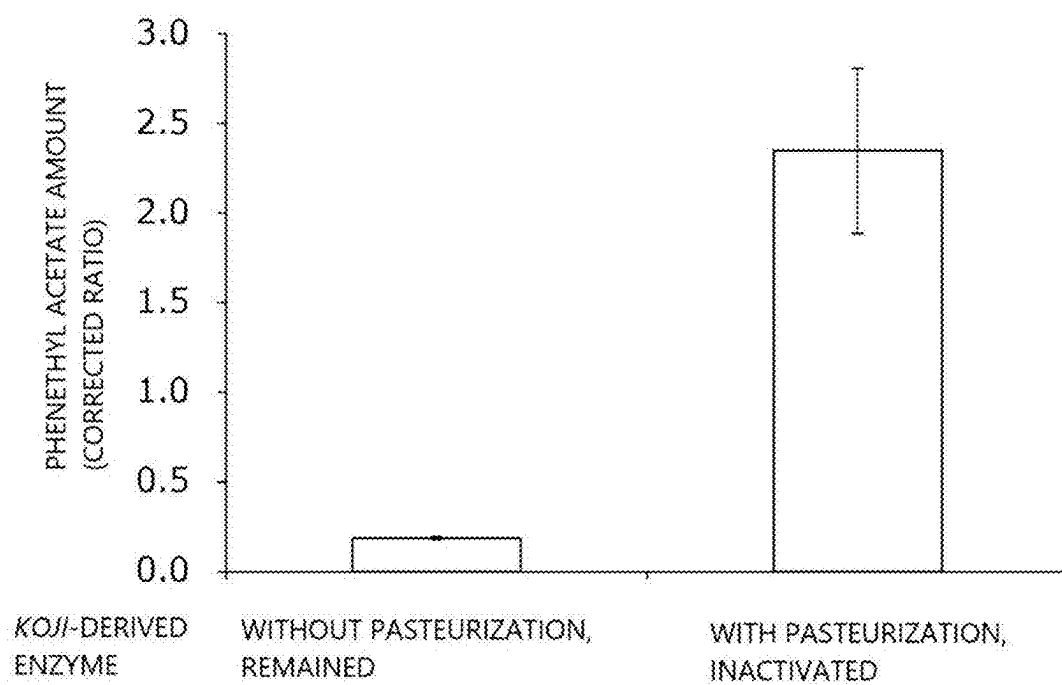 PHENETHYL ACETATE AMOUNT
(CORRECTED RATIO)
3.0
2.5
2.0
1.5
1.0
0.5
0.0
KOJI-DERIVED
ENZYME
WITHOUT PASTEURIZATION,
REMAINED
WITH PASTEURIZATION,
INACTIVATED